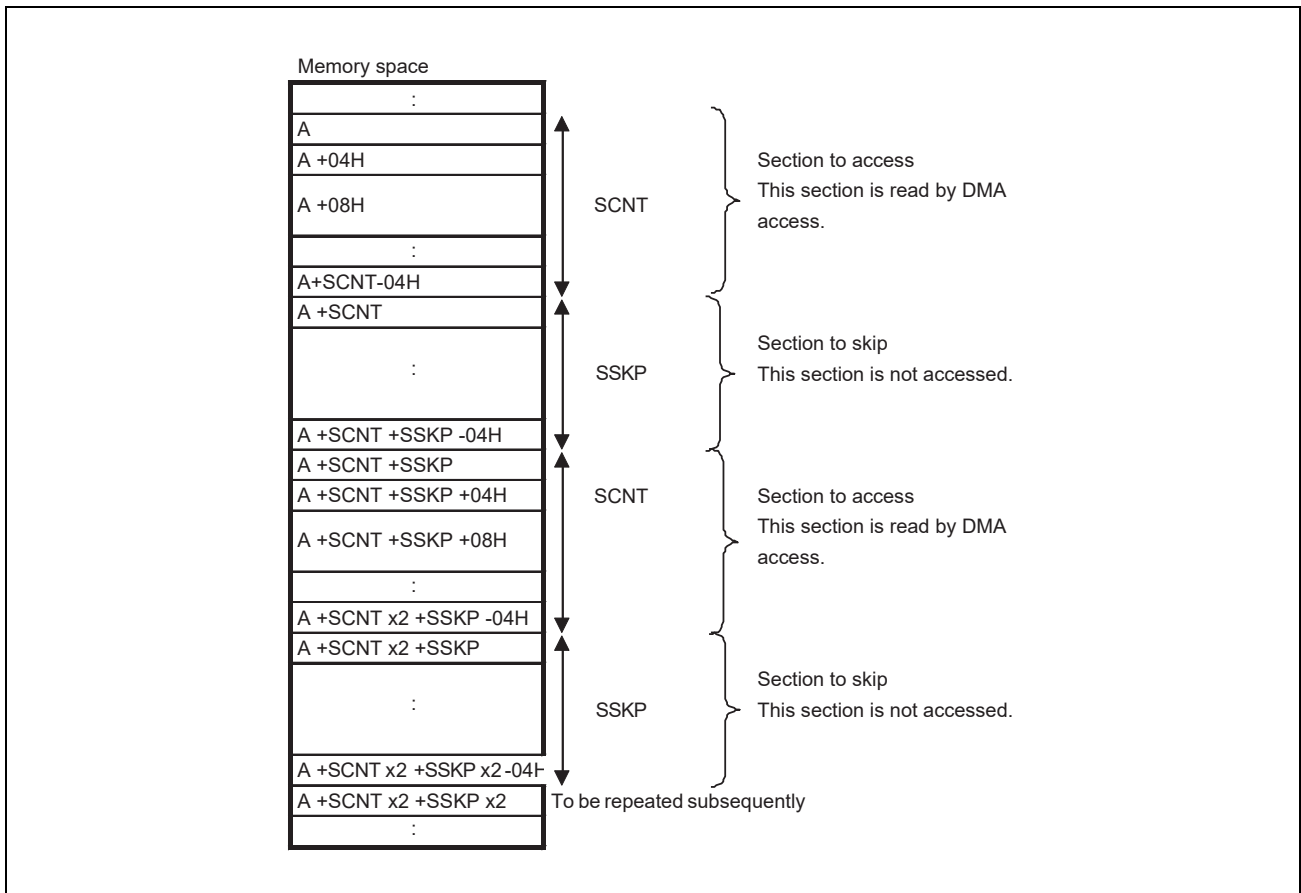 Memory space
:
A
A +04H
A +08H
:
A+SCNT-04H
A +SCNT
:
A +SCNT +SSKP -04H
A +SCNT +SSKP
A +SCNT +SSKP +04H
A +SCNT +SSKP +08H
:
A +SCNT x2 +SSKP -04H
A +SCNT x2 +SSKP
:
A +SCNT x2 +SSKP x2 -04H
A +SCNT x2 +SSKP x2
:
SCNT
Section to access
This section is read by DMA
access.
SSKP
Section to skip
This section is not accessed.
SCNT
Section to access
This section is read by DMA
access.
SSKP
Section to skip
This section is not accessed.
To be repeated subsequently